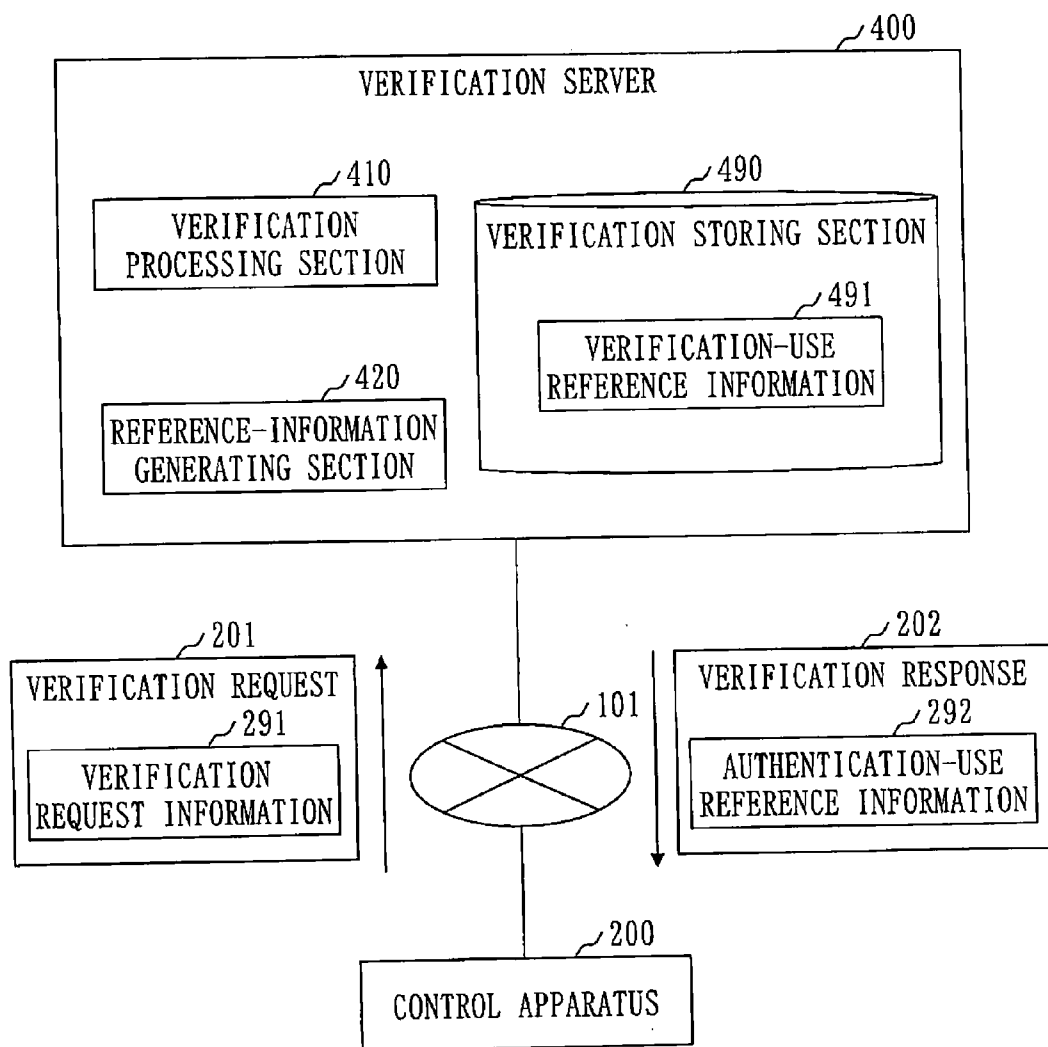 400
VERIFICATION SERVER
410
VERIFICATION
PROCESSING SECTION
490
VERIFICATION STORING SECTION
491
VERIFICATION-USE
REFERENCE INFORMATION
420
REFERENCE-INFORMATION
GENERATING SECTION
201
VERIFICATION REQUEST
291
VERIFICATION
REQUEST INFORMATION
101
202
VERIFICATION RESPONSE
292
AUTHENTICATION-USE
REFERENCE INFORMATION
200
CONTROL APPARATUS